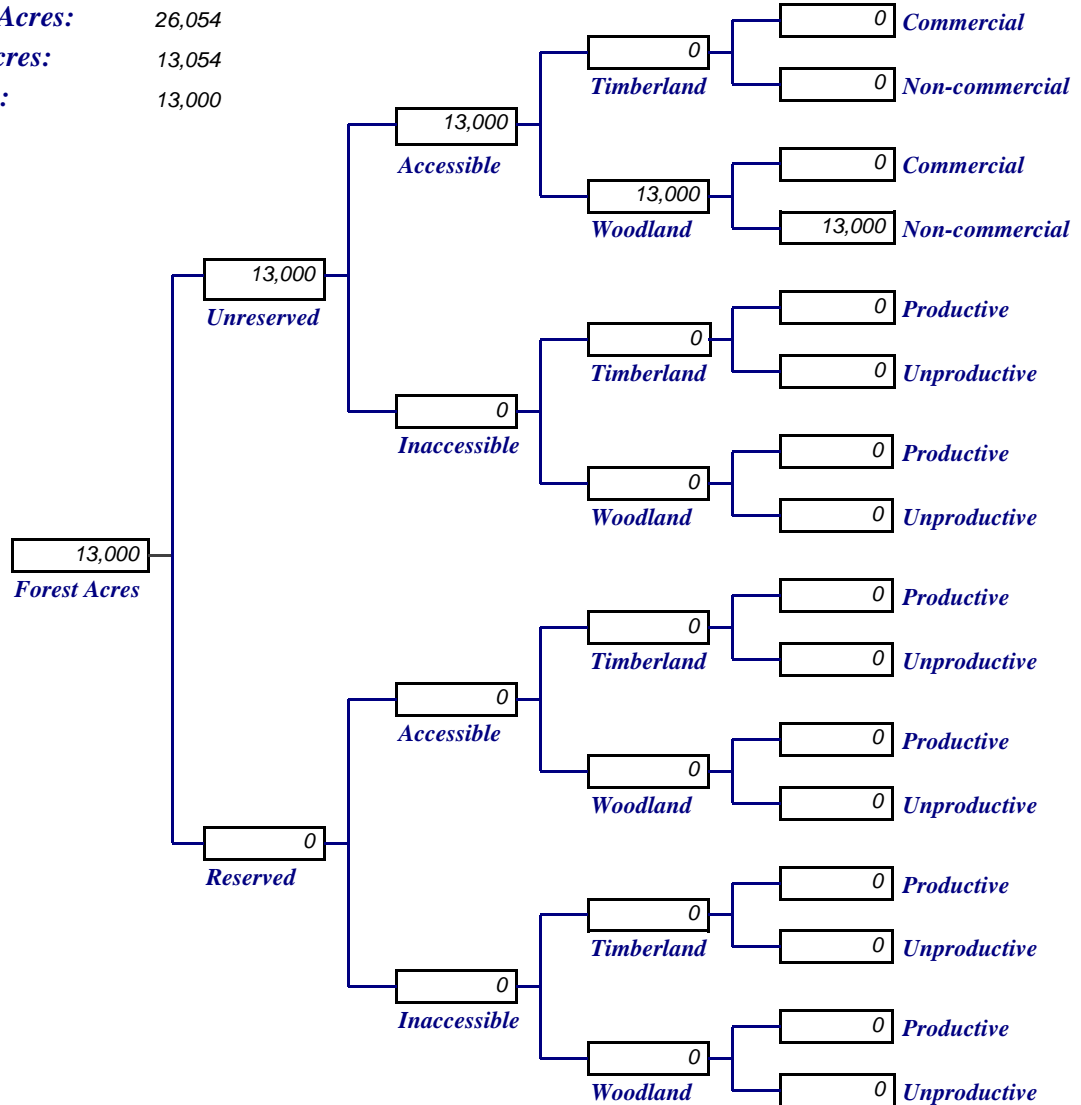 Acres: 26,054
cres: 13,054
: 13,000
0 Commercial
0
Timberland
0 Non-commercial
13,000
Accessible
0 Commercial
13,000
Woodland
13,000 Non-commercial
13,000
Unreserved
0 Productive
0
Timberland
0 Unproductive
0
Inaccessible
0 Productive
0
Woodland
0 Unproductive
13,000
Forest Acres
0 Productive
0
Timberland
0 Unproductive
0
Accessible
0 Productive
0
Woodland
0 Unproductive
0
Reserved
0 Productive
0
Timberland
0 Unproductive
0
Inaccessible
0 Productive
0
Woodland
0 Unproductive